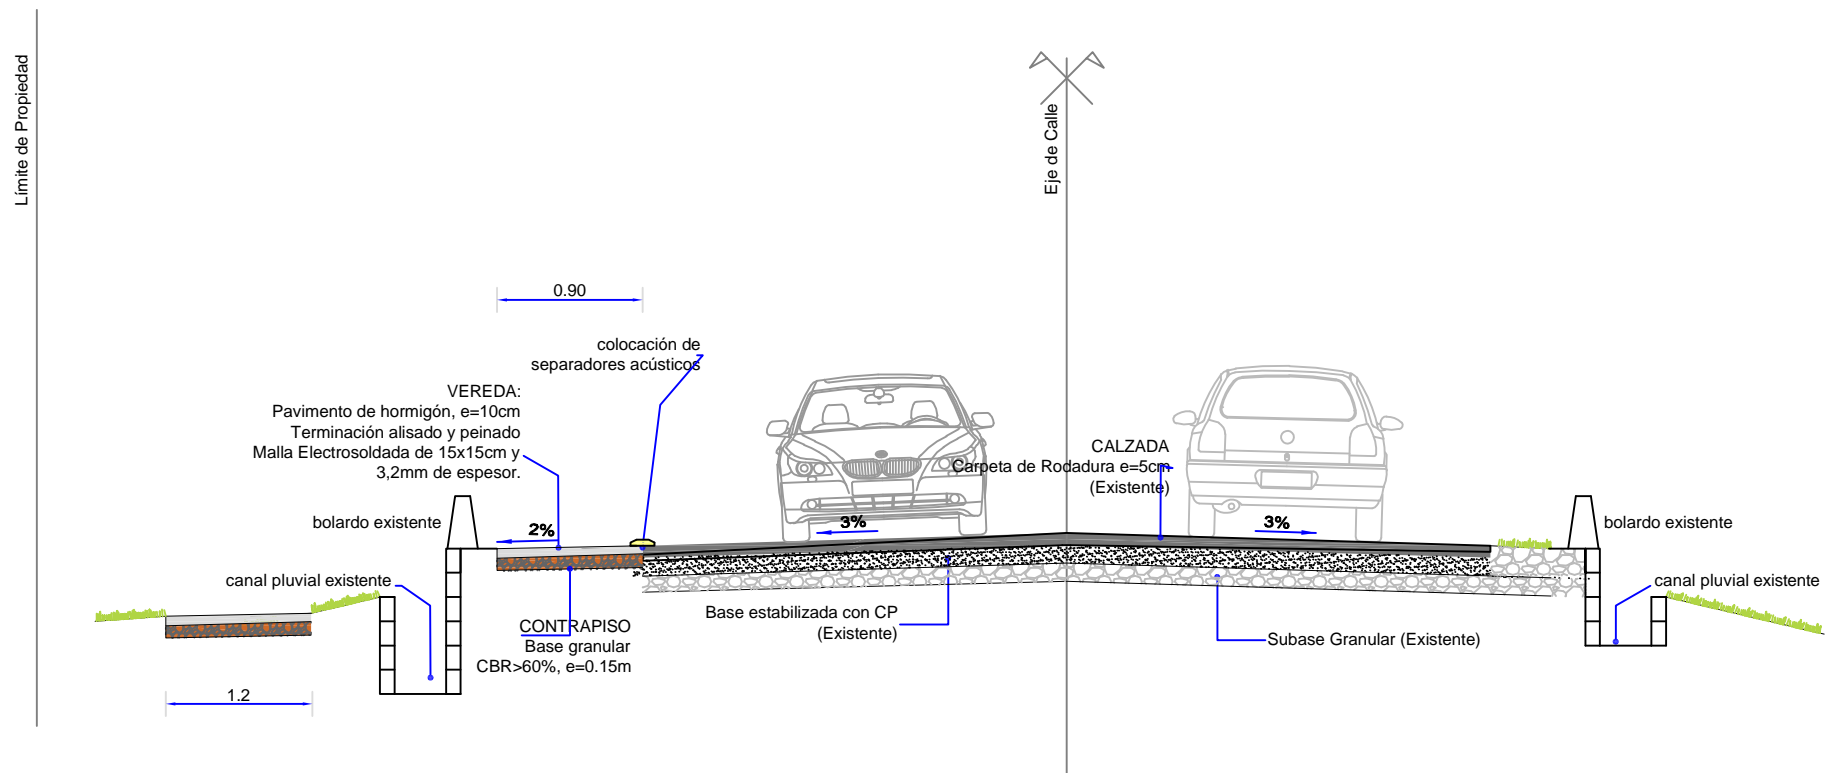 Límite de Propiedad
Eje de Calle
0.90
colocación de
separadores acústicos
VEREDA:
Pavimento de hormigón, e=10cm
Terminación alisado y peinado
Malla Electrosoldada de 15x15cm y
3,2mm de espesor.
CALZADA
Carpeta de Rodadura e=5cm
(Existente)
bolardo existente
2%
3%
3%
bolardo existente
canal pluvial existente
canal pluvial existente
CONTRAPISO
Base granular
CBR>60%, e=0.15m
Base estabilizada con CP
(Existente)
Subase Granular (Existente)
1.2